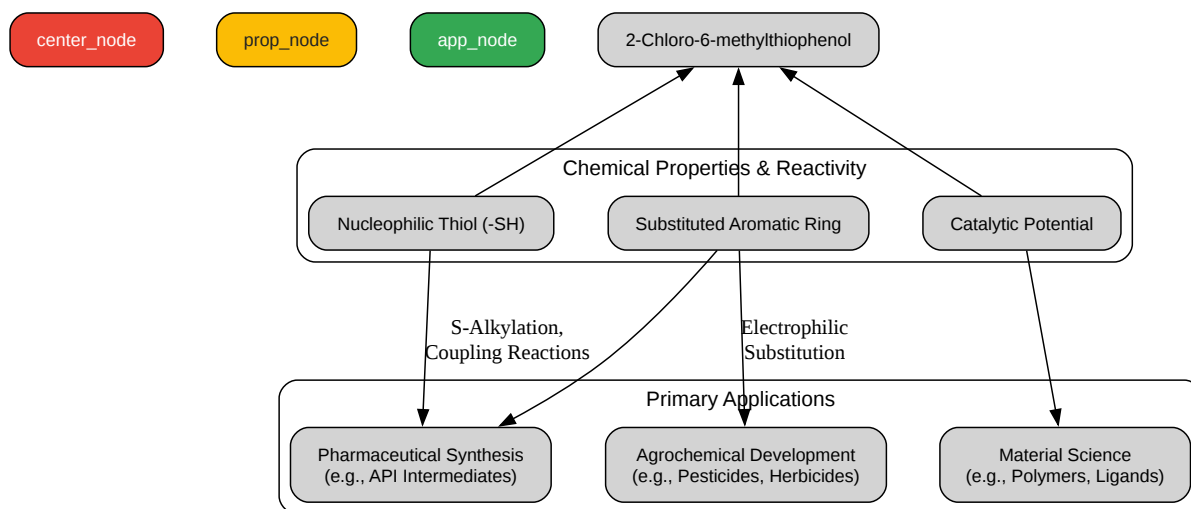 center_node
prop_node
app_node
2-Chloro-6-methylthiophenol
Chemical Properties & Reactivity
Nucleophilic Thiol (-SH)
Substituted Aromatic Ring
Catalytic Potential
S-Alkylation,
Coupling Reactions
Electrophilic
Substitution
Primary Applications
Pharmaceutical Synthesis
(e.g., API Intermediates)
Agrochemical Development
(e.g., Pesticides, Herbicides)
Material Science
(e.g., Polymers, Ligands)